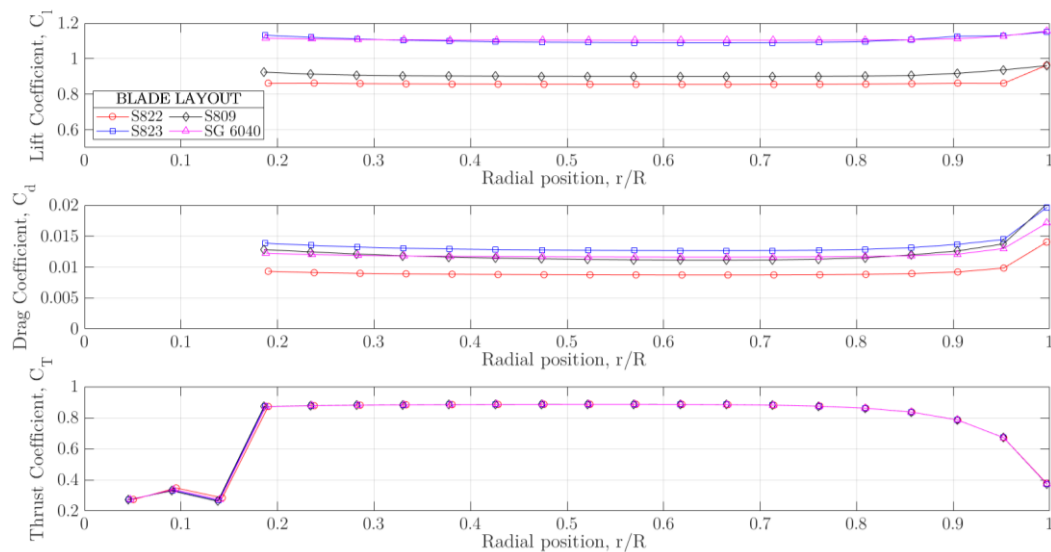 Lift Coefficient, C_l
1.2
1
0.8
0.6
BLADE LAYOUT
S822 S809
S823 SG 6040
0 0.1 0.2 0.3 0.4 0.5 0.6 0.7 0.8 0.9 1
Radial position, r/R
Drag Coefficient, C_d
0.02
0.015
0.01
0.005
0
0 0.1 0.2 0.3 0.4 0.5 0.6 0.7 0.8 0.9 1
Radial position, r/R
Thrust Coefficient, C_T
1
0.8
0.6
0.4
0.2
0 0.1 0.2 0.3 0.4 0.5 0.6 0.7 0.8 0.9 1
Radial position, r/R